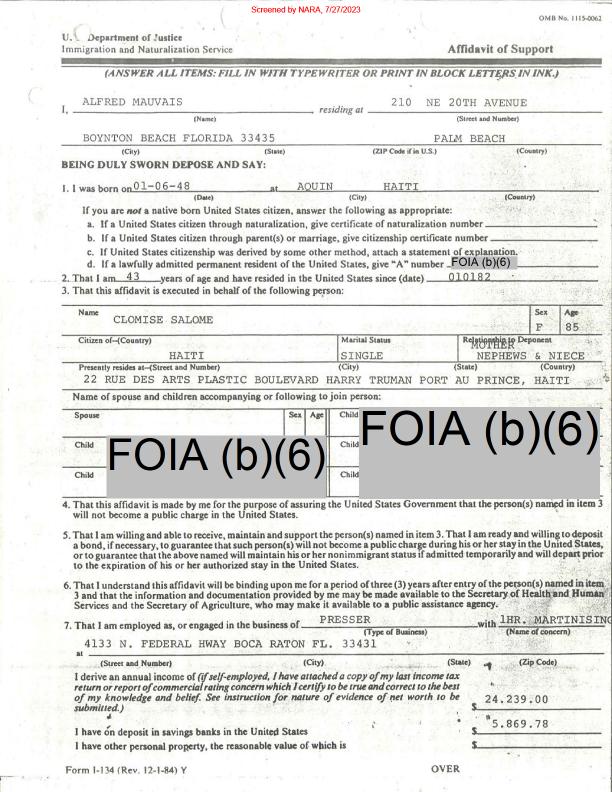 Screened by NARA, 7/27/2023
OMB No. 1115-0062
U. Department of Justice
Immigration and Naturalization Service Affidavit of Support
(ANSWER ALL ITEMS: FILL IN WITH TYPEWRITER OR PRINT IN BLOCK LETTERS IN INK.)
I, ALFRED MAUVAIS residing at 210 NE 20TH AVENUE
(Name) (Street and Number)
BOYNTON BEACH FLORIDA 33435 PALM BEACH
(City) (State) (ZIP Code if in U.S.) (Country)
BEING DULY SWORN DEPOSE AND SAY:
1. I was born on 01-06-48 at AQUIN HAITI
(Date) (City) (Country)
If you are not a native born United States citizen, answer the following as appropriate:
a. If a United States citizen through naturalization, give certificate of naturalization number
b. If a United States citizen through parent(s) or marriage, give citizenship certificate number
c. If United States citizenship was derived by some other method, attach a statement of explanation.
d. If a lawfully admitted permanent resident of the United States, give "A" number FOIA (b)(6)
2. That I am 43 years of age and have resided in the United States since (date) 010182
3. That this affidavit is executed in behalf of the following person:
Name CLOMISE SALOME Sex F Age 85
Citizen of—(Country) Marital Status Relationship to Deponent
MOTHER
HAITI SINGLE NEPHEWS & NIECE
Presently resides at—(Street and Number) (City) (State) (Country)
22 RUE DES ARTS PLASTIC BOULEVARD HARRY TRUMAN PORT AU PRINCE, HAITI
Name of spouse and children accompanying or following to join person:
Spouse Sex Age Child
Child FOIA (b)(6) Child FOIA (b)(6)
Child Child
4. That this affidavit is made by me for the purpose of assuring the United States Government that the person(s) named in item 3
will not become a public charge in the United States.
5. That I am willing and able to receive, maintain and support the person(s) named in item 3. That I am ready and willing to deposit
a bond, if necessary, to guarantee that such person(s) will not become a public charge during his or her stay in the United States,
or to guarantee that the above named will maintain his or her nonimmigrant status if admitted temporarily and will depart prior
to the expiration of his or her authorized stay in the United States.
6. That I understand this affidavit will be binding upon me for a period of three (3) years after entry of the person(s) named in item
3 and that the information and documentation provided by me may be made available to the Secretary of Health and Human
Services and the Secretary of Agriculture, who may make it available to a public assistance agency.
7. That I am employed as, or engaged in the business of PRESSER with 1HR. MARTINISING
(Type of Business) (Name of concern)
at 4133 N. FEDERAL HWAY BOCA RATON FL. 33431
(Street and Number) (City) (State) (Zip Code)
I derive an annual income of (if self-employed, I have attached a copy of my last income tax
return or report of commercial rating concern which I certify to be true and correct to the best
of my knowledge and belief. See instruction for nature of evidence of net worth to be
submitted.) $ 24.239.00
I have on deposit in savings banks in the United States $ 5.869.78
I have other personal property, the reasonable value of which is $
Form I-134 (Rev. 12-1-84) Y OVER